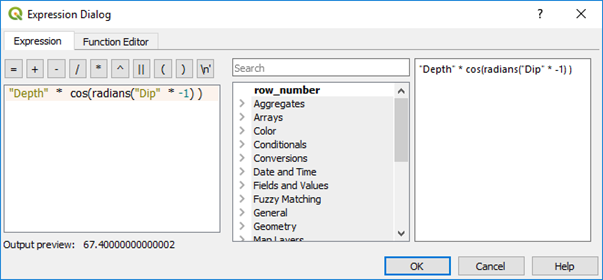 Expression Dialog ? ×
Expression Function Editor
= + - / * ^ || ( ) \n'
"Depth" * cos(radians("Dip" * -1) )
Output preview: 67.40000000000002
Search
row_number
Aggregates
Arrays
Color
Conditionals
Conversions
Date and Time
Fields and Values
Fuzzy Matching
General
Geometry
Map Layers
"Depth" * cos(radians("Dip" * -1) )
OK Cancel Help